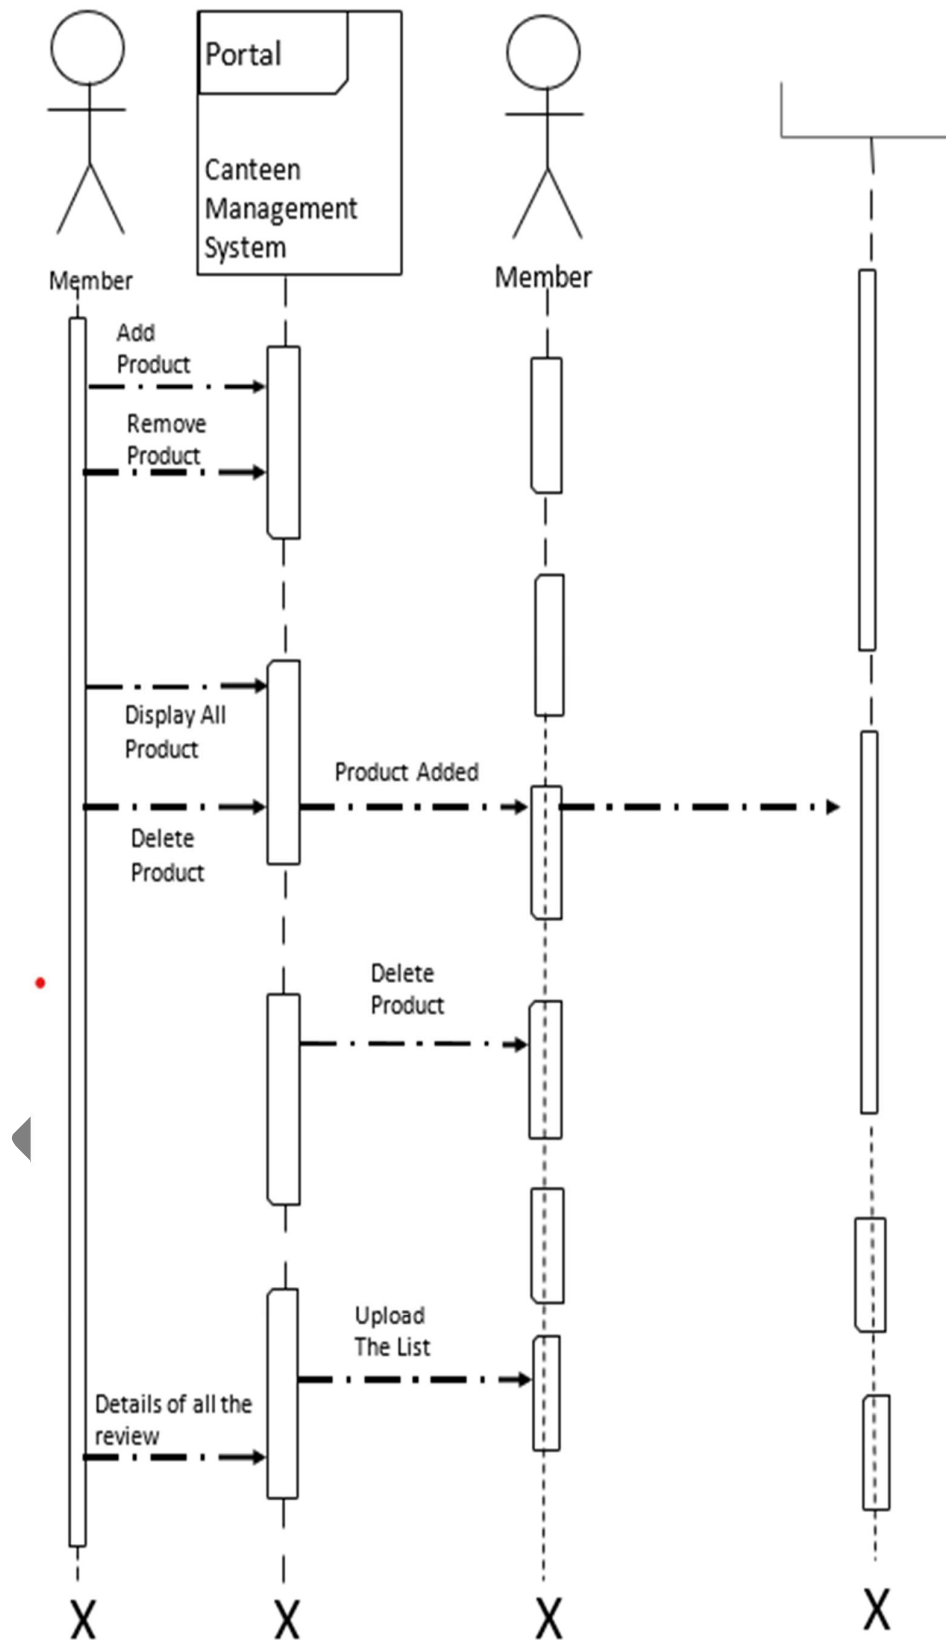 Portal
Canteen
Management
System
Member
Member
Add
Product
Remove
Product
Display All
Product
Product Added
Delete
Product
Delete
Product
Upload
The List
Details of all the
review
X
X
X
X